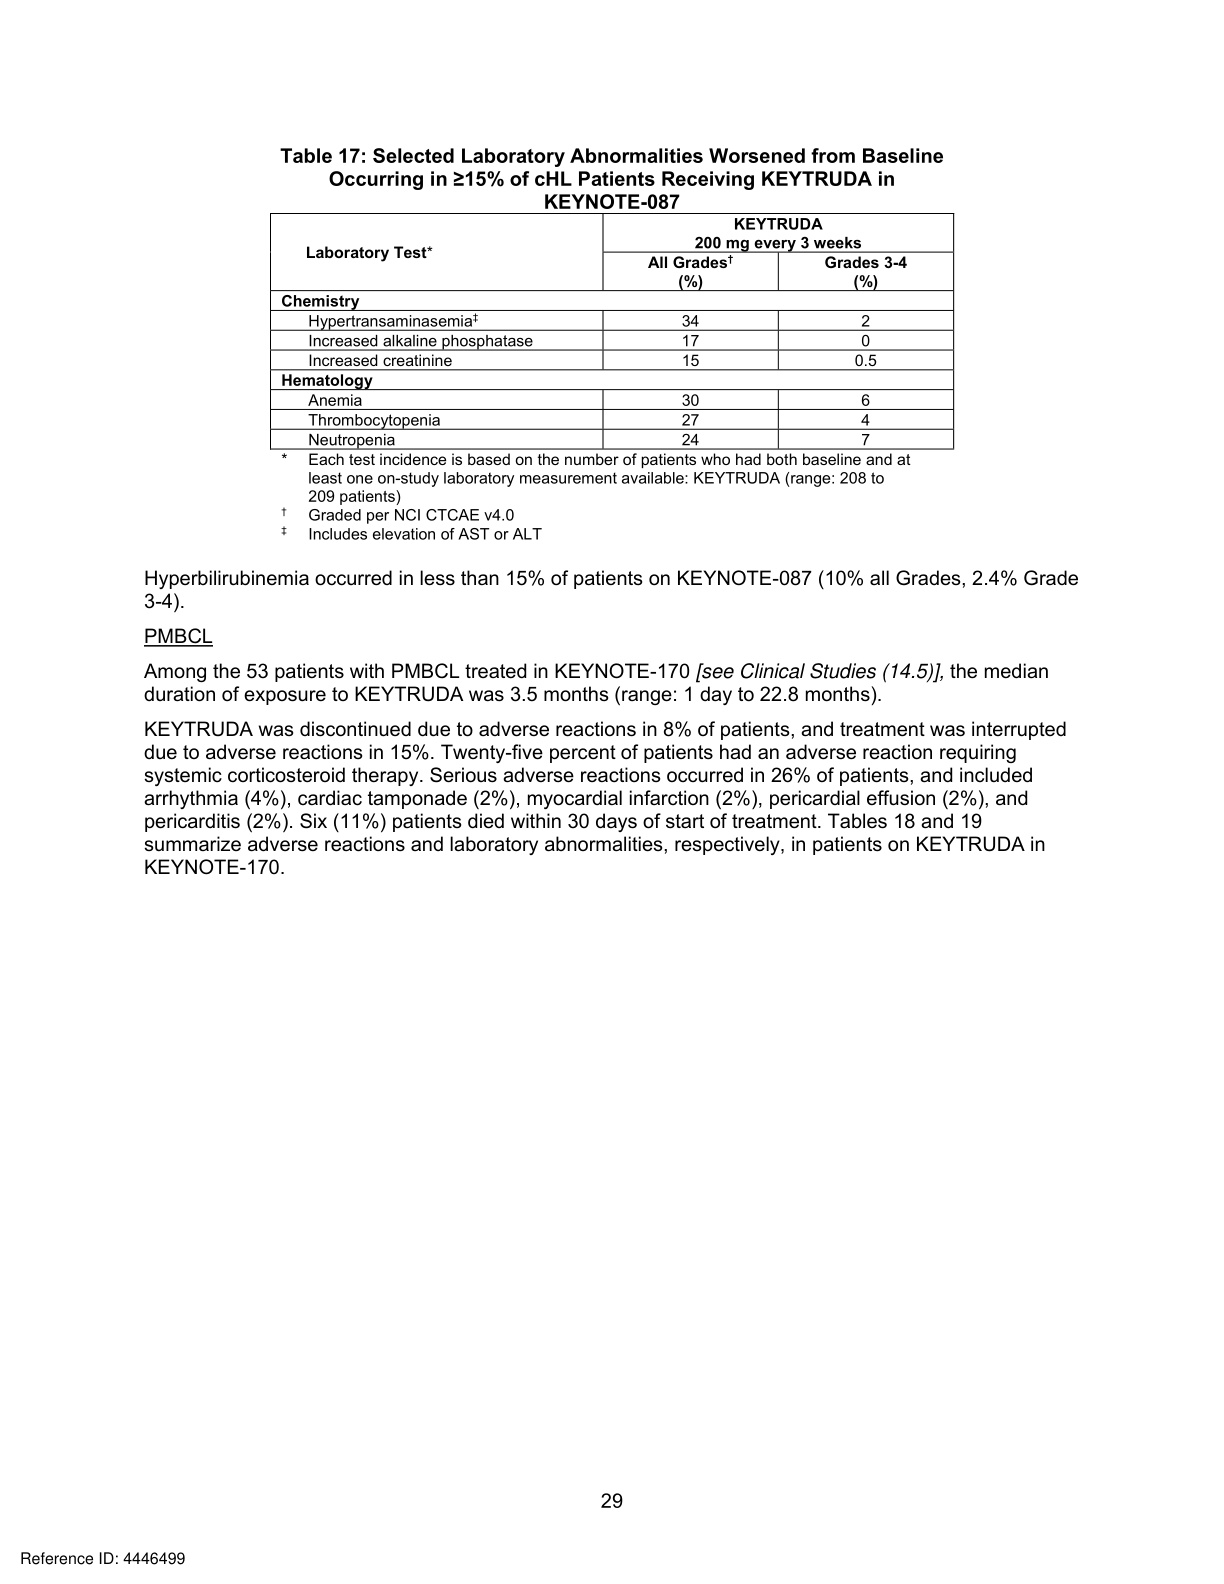 Table 17: Selected Laboratory Abnormalities Worsened from Baseline
Occurring in ≥15% of cHL Patients Receiving KEYTRUDA in
KEYNOTE-087
Laboratory Test*
KEYTRUDA
200 mg every 3 weeks
All Grades† Grades 3-4
(%) (%)
Chemistry
Hypertransaminasemia‡ 34 2
Increased alkaline phosphatase 17 0
Increased creatinine 15 0.5
Hematology
Anemia 30 6
Thrombocytopenia 27 4
Neutropenia 24 7
* Each test incidence is based on the number of patients who had both baseline and at
least one on-study laboratory measurement available: KEYTRUDA (range: 208 to
209 patients)
† Graded per NCI CTCAE v4.0
‡ Includes elevation of AST or ALT
Hyperbilirubinemia occurred in less than 15% of patients on KEYNOTE-087 (10% all Grades, 2.4% Grade
3-4).
PMBCL
Among the 53 patients with PMBCL treated in KEYNOTE-170 [see Clinical Studies (14.5)], the median
duration of exposure to KEYTRUDA was 3.5 months (range: 1 day to 22.8 months).
KEYTRUDA was discontinued due to adverse reactions in 8% of patients, and treatment was interrupted
due to adverse reactions in 15%. Twenty-five percent of patients had an adverse reaction requiring
systemic corticosteroid therapy. Serious adverse reactions occurred in 26% of patients, and included
arrhythmia (4%), cardiac tamponade (2%), myocardial infarction (2%), pericardial effusion (2%), and
pericarditis (2%). Six (11%) patients died within 30 days of start of treatment. Tables 18 and 19
summarize adverse reactions and laboratory abnormalities, respectively, in patients on KEYTRUDA in
KEYNOTE-170.
29
Reference ID: 4446499